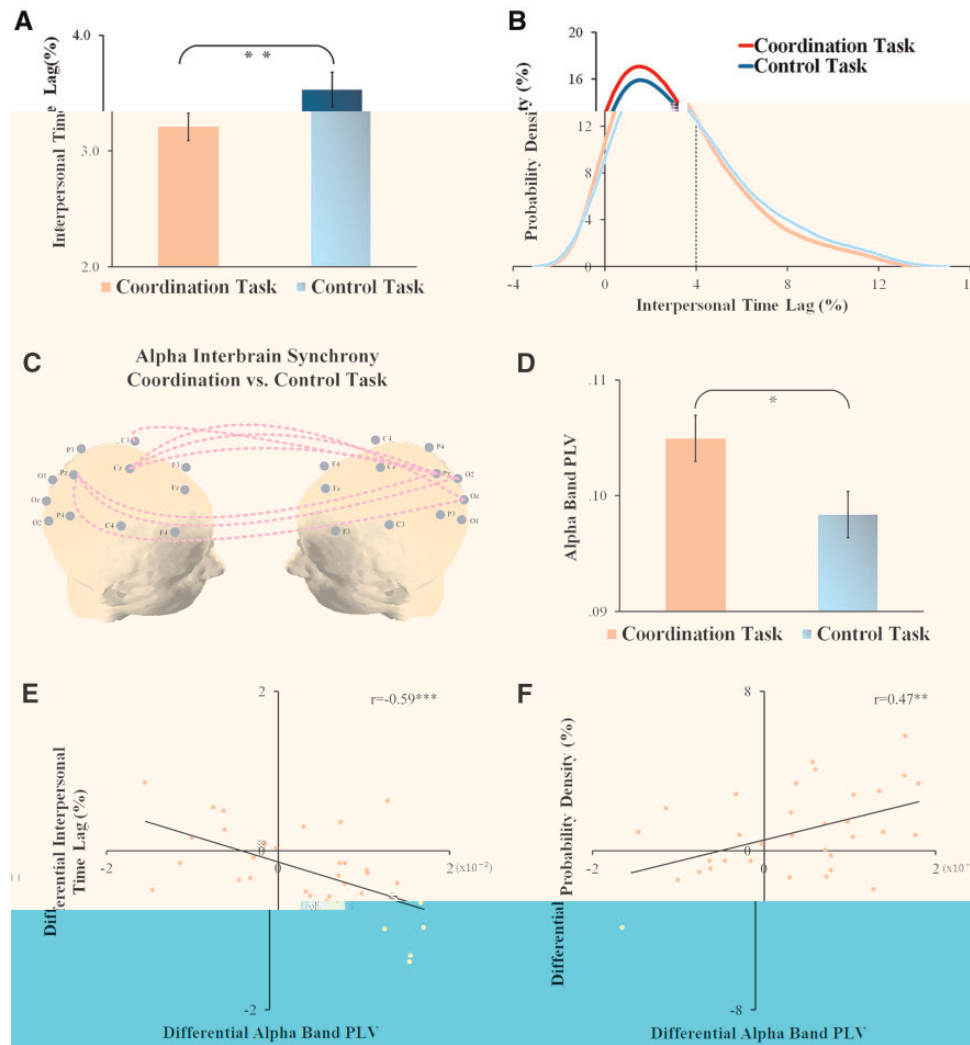 A
4.0
3.0
2.0
Interpersonal Time Lag(%)
* *
Coordination Task Control Task
B
20
16
12
8
4
0
Probability Density (%)
Coordination Task
Control Task
-4 0 4 8 12 16
Interpersonal Time Lag (%)
C
Alpha Interbrain Synchrony
Coordination vs. Control Task
C3 C4
P3 P4
Cz F3 F4 Cz
O1 Pz Pz O2
Fz Fz
Oz Oz
P4 P3
O2 C4 C3 O1
F4 F3
D
.11
.10
.09
Alpha Band PLV
*
Coordination Task Control Task
E
2
r=-0.59***
Differential Interpersonal
Time Lag (%)
0
-2 2 (x10⁻²)
-2
Differential Alpha Band PLV
F
8
r=0.47**
Differential Probability Density (%)
0
-2 2
-8
Differential Alpha Band PLV